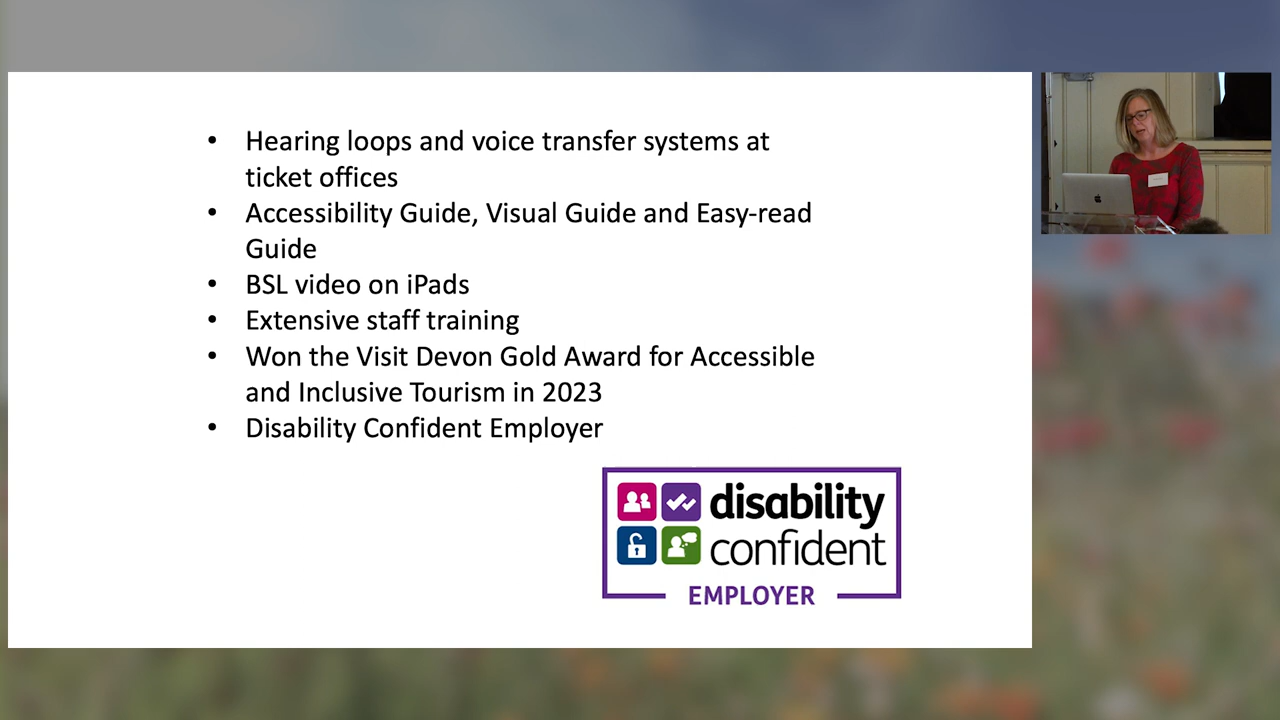 • Hearing loops and voice transfer systems at
ticket offices
• Accessibility Guide, Visual Guide and Easy-read
Guide
• BSL video on iPads
• Extensive staff training
• Won the Visit Devon Gold Award for Accessible
and Inclusive Tourism in 2023
• Disability Confident Employer
disability
confident
EMPLOYER